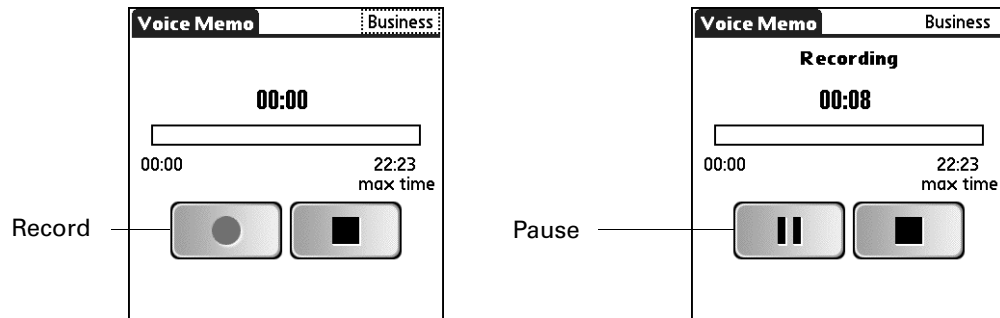 Voice Memo Business
00:00
00:00 22:23
max time
Record
Voice Memo Business
Recording
00:08
00:00 22:23
max time
Pause